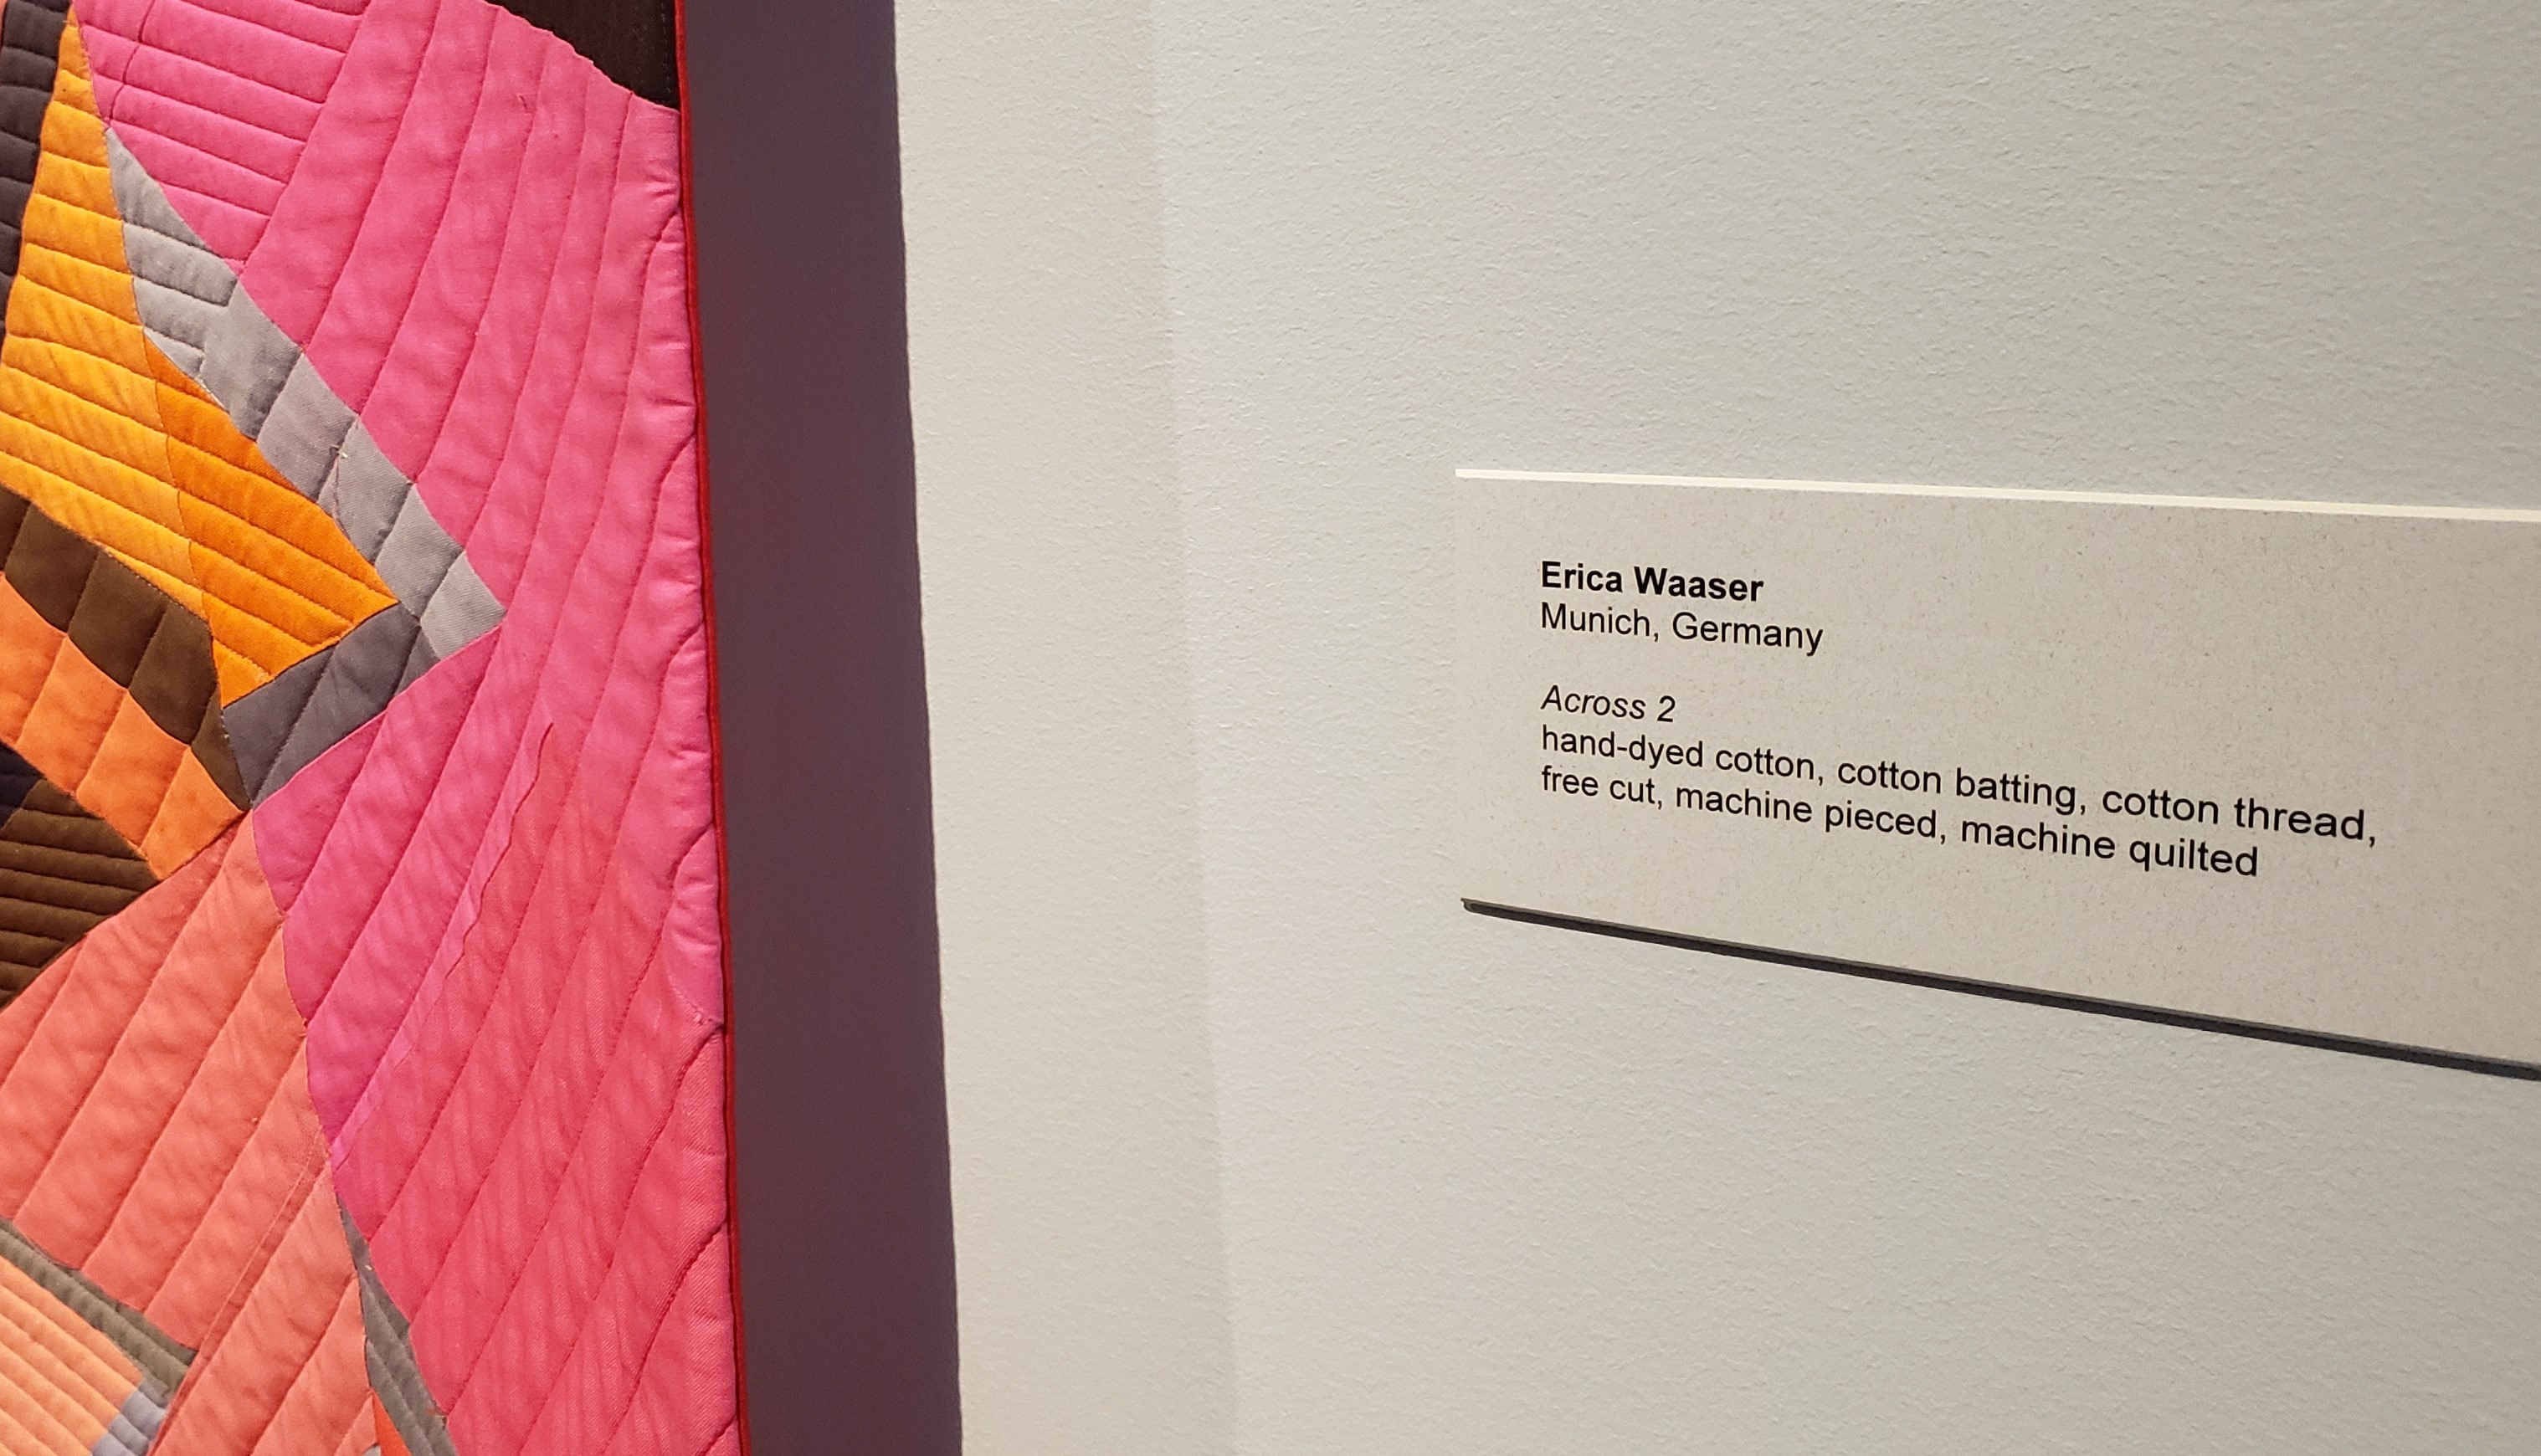 Erica Waaser
Munich, Germany
Across 2
hand-dyed cotton, cotton batting, cotton thread,
free cut, machine pieced, machine quilted